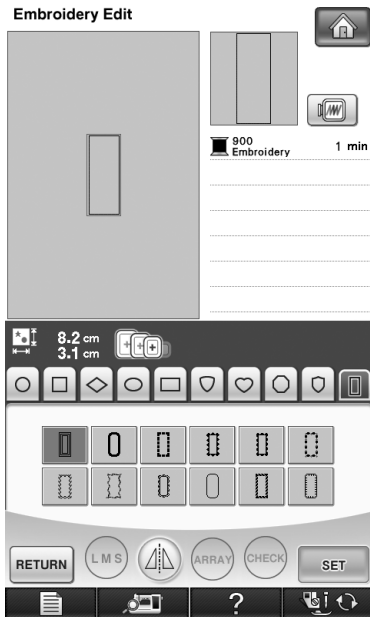 Embroidery Edit
900
Embroidery 1 min
8.2 cm
3.1 cm
RETURN LMS ARRAY CHECK SET
?